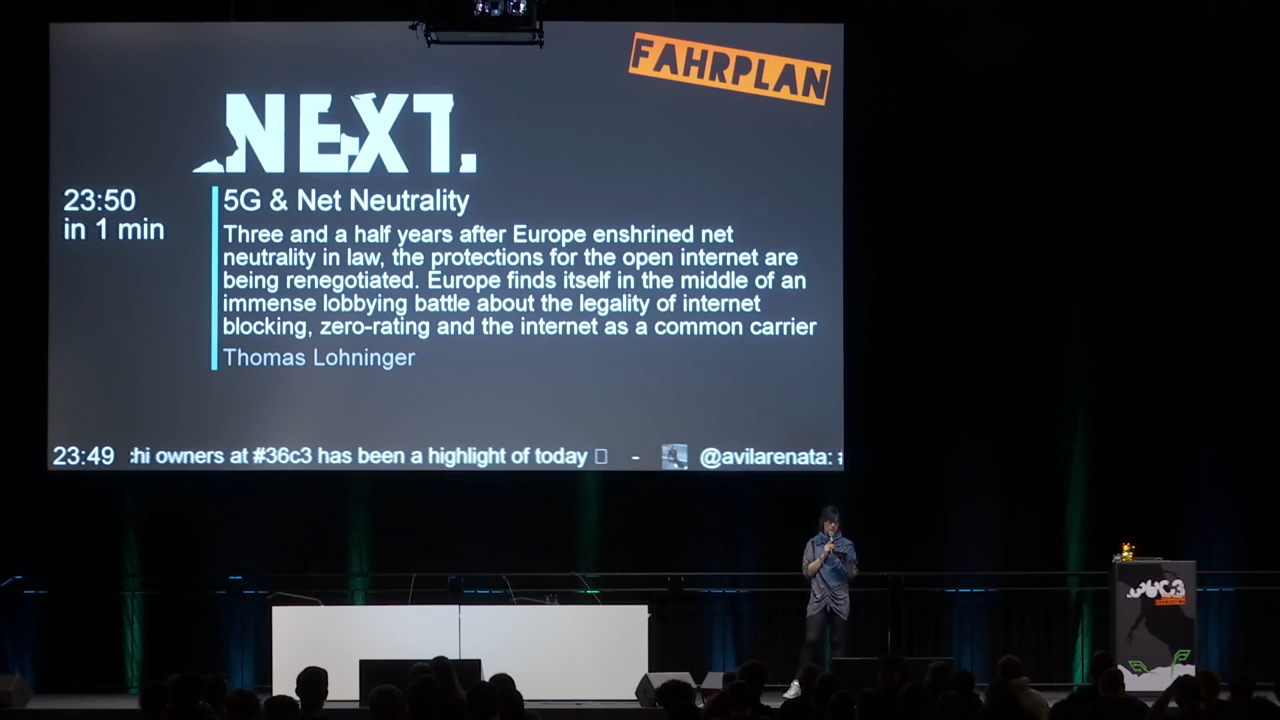 FAHRPLAN
NEXT.
23:50
in 1 min
5G & Net Neutrality
Three and a half years after Europe enshrined net
neutrality in law, the protections for the open internet are
being renegotiated. Europe finds itself in the middle of an
immense lobbying battle about the legality of internet
blocking, zero-rating and the internet as a common carrier
Thomas Lohninger
23:49 hi owners at #36c3 has been a highlight of today - @avilarenata: